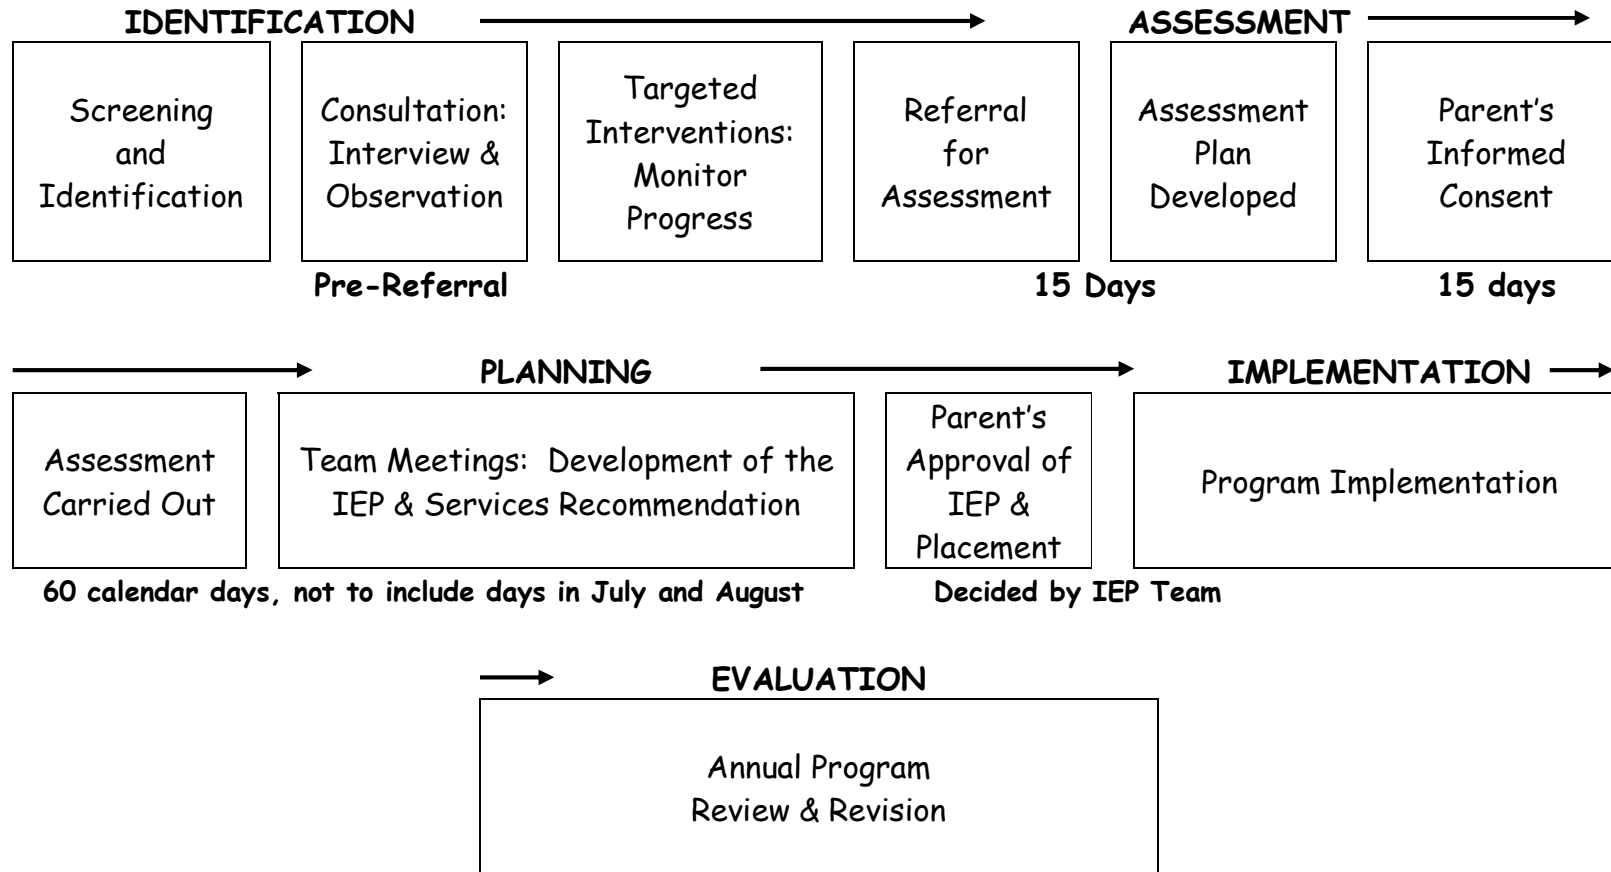 IDENTIFICATION
ASSESSMENT
Screening
and
Identification
Consultation:
Interview &
Observation
Targeted
Interventions:
Monitor
Progress
Referral
for
Assessment
Assessment
Plan
Developed
Parent's
Informed
Consent
Pre-Referral
15 Days
15 days
PLANNING
IMPLEMENTATION
Assessment
Carried Out
Team Meetings: Development of the
IEP & Services Recommendation
Parent's
Approval of
IEP &
Placement
Program Implementation
60 calendar days, not to include days in July and August
Decided by IEP Team
EVALUATION
Annual Program
Review & Revision